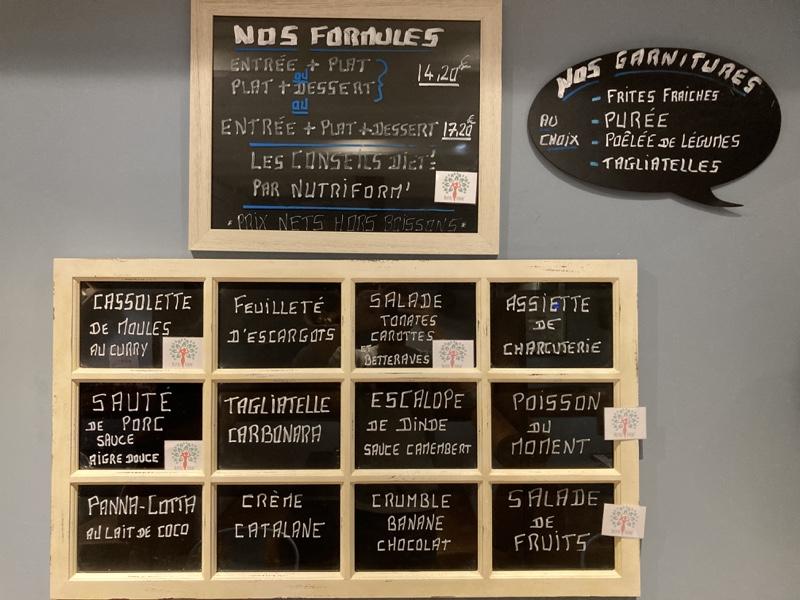 NOS FORMULES
ENTRÉE + PLAT
OU
PLAT + DESSERT
14,20€
OU
ENTRÉE + PLAT + DESSERT 17,20€
LES CONSEILS DIET'
PAR NUTRIFORM'
*PRIX NETS HORS BOISSONS*
NOS GARNITURES
AU
CHOIX
- FRITES FRAICHES
- PURÉE
- POÊLÉE DE LÉGUMES
- TAGLIATELLES
CASSOLETTE
DE MOULES
AU CURRY
FEUILLETÉ
D'ESCARGOTS
SALADE
TOMATES
CAROTTES
ET
BETTERAVES
ASSIETTE
DE
CHARCUTERIE
SAUTE
DE PORC
SAUCE
AIGRE DOUCE
TAGLIATELLE
CARBONARA
ESCALOPE
DE DINDE
SAUCE CAMEMBERT
POISSON
DU
MOMENT
PANNA-COTTA
AU LAIT DE COCO
CRÈME
CATALANE
CRUMBLE
BANANE
CHOCOLAT
SALADE
DE
FRUITS